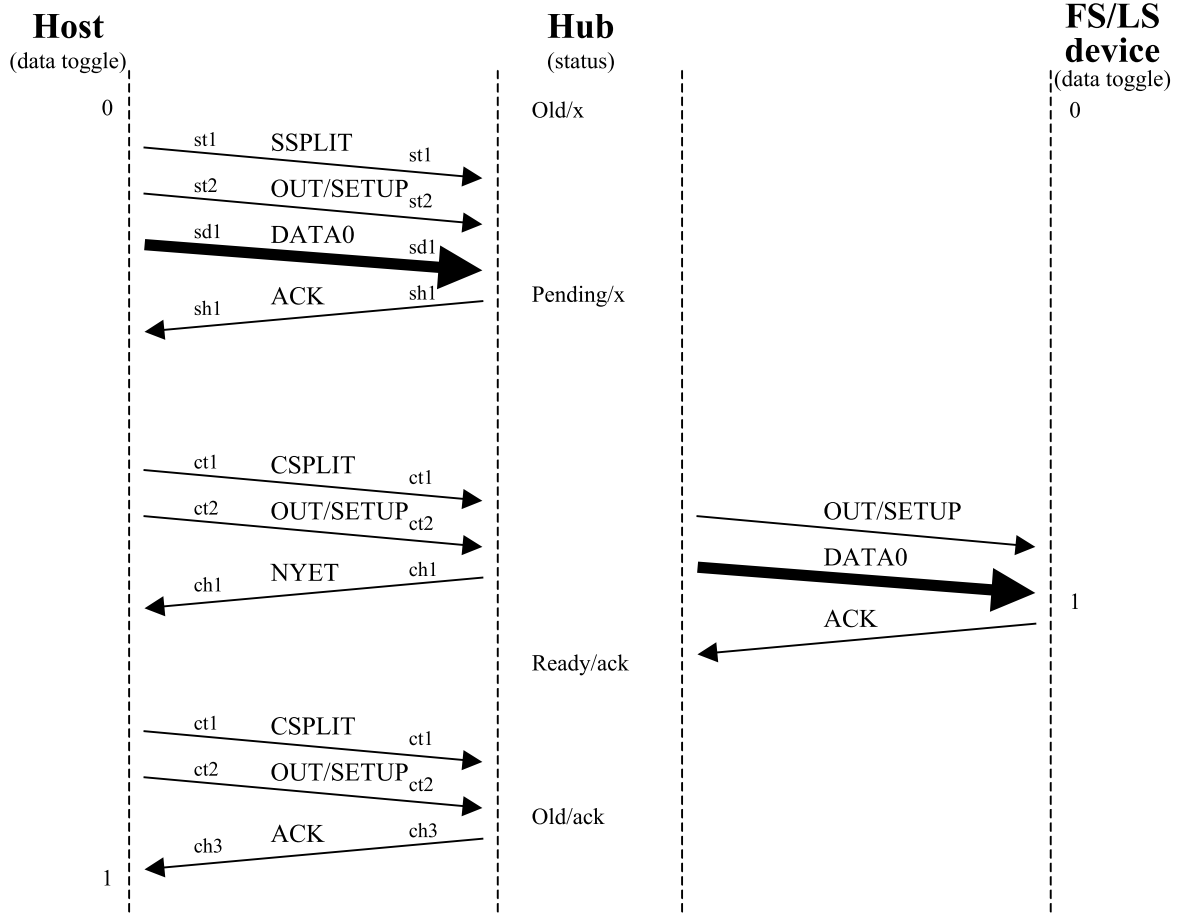 Host
(data toggle)
Hub
(status)
FS/LS
device
(data toggle)
0
Old/x
0
st1 SSPLIT st1
st2 OUT/SETUP st2
sd1 DATA0 sd1
Pending/x
sh1 ACK sh1
ct1 CSPLIT ct1
ct2 OUT/SETUP ct2
OUT/SETUP
ch1 NYET ch1
DATA0
1
ACK
Ready/ack
ct1 CSPLIT ct1
ct2 OUT/SETUP ct2
Old/ack
ch3 ACK ch3
1